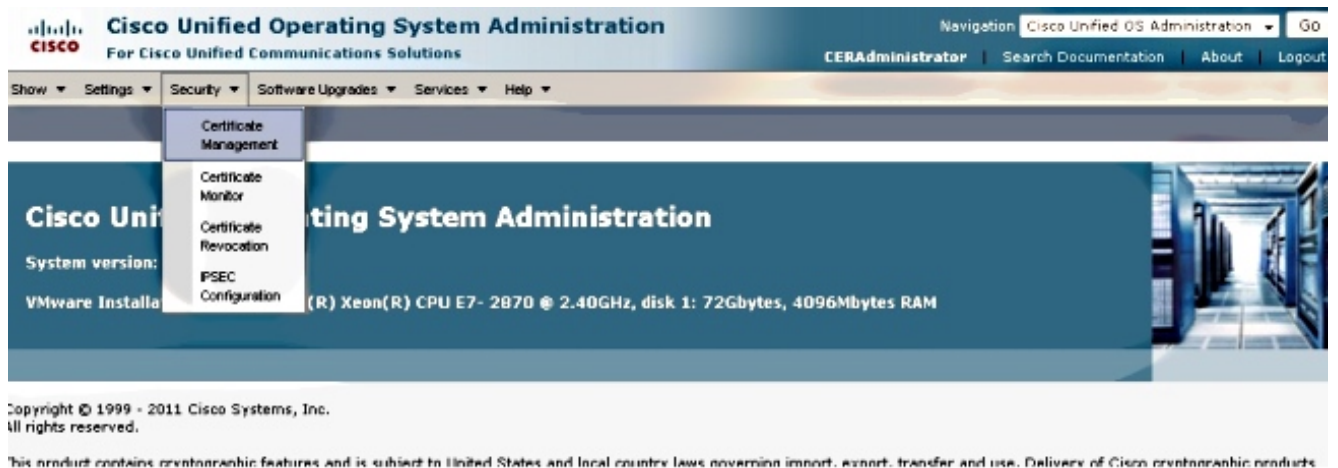 Cisco Unified Operating System Administration
Navigation Cisco Unified OS Administration Go
CISCO
For Cisco Unified Communications Solutions
CERAdministrator | Search Documentation | About | Logout
Show Settings Security Software Upgrades Services Help
Certificate
Management
Certificate
Monitor
Certificate
Revocation
IPSEC
Configuration
Cisco Uni ting System Administration
System version:
VMware Installa (R) Xeon(R) CPU E7- 2870 @ 2.40GHz, disk 1: 72Gbytes, 4096Mbytes RAM
Copyright © 1999 - 2011 Cisco Systems, Inc.
All rights reserved.
This product contains cryptographic features and is subject to United States and local country laws governing import, export, transfer and use. Delivery of Cisco cryptographic products